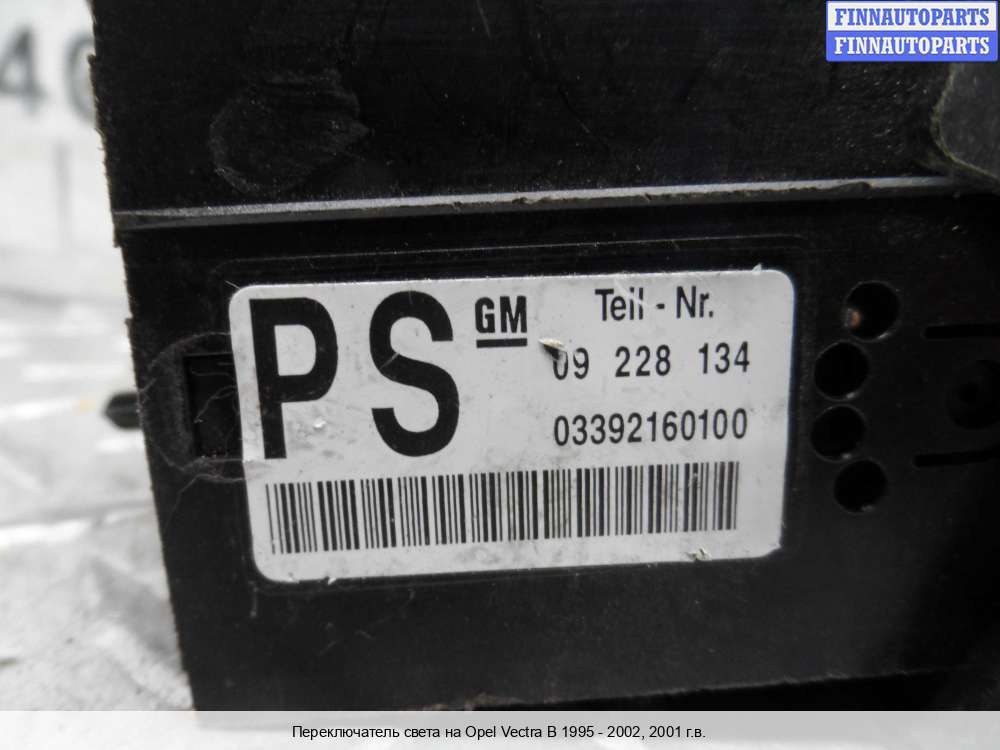 FINNAUTOPARTS
FINNAUTOPARTS
PS
GM
Teil - Nr.
09 228 134
03392160100
Переключатель света на Opel Vectra B 1995 - 2002, 2001 г.в.